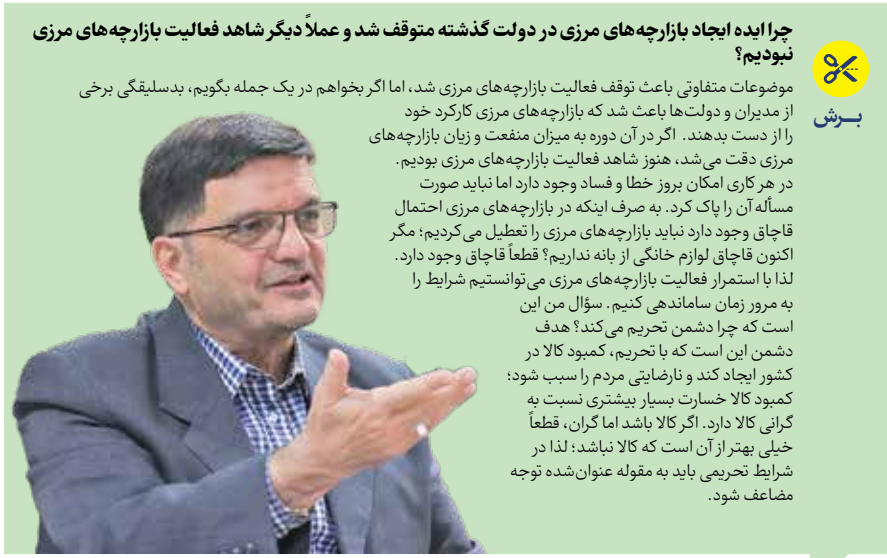 چرا ایده ایجاد بازارچه‌های مرزی در دولت گذشته متوقف شد و عملاً دیگر شاهد فعالیت بازارچه‌های مرزی
نبودیم؟
برش
موضوعات متفاوتی باعث توقف فعالیت بازارچه‌های مرزی شد، اما اگر بخواهم در یک جمله بگویم، بدسلیقگی برخی
از مدیران و دولت‌ها باعث شد که بازارچه‌های مرزی کارکرد خود
را از دست بدهند. اگر در آن دوره به میزان منفعت و زیان بازارچه‌های
مرزی دقت می‌شد، هنوز شاهد فعالیت بازارچه‌های مرزی بودیم.
در هر کاری امکان بروز خطا و فساد وجود دارد اما نباید صورت
مسأله آن را پاک کرد. به صرف اینکه در بازارچه‌های مرزی احتمال
قاچاق وجود دارد نباید بازارچه‌های مرزی را تعطیل می‌کردیم؛ مگر
اکنون قاچاق لوازم خانگی از بانه نداریم؟ قطعاً قاچاق وجود دارد.
لذا با استمرار فعالیت بازارچه‌های مرزی می‌توانستیم شرایط را
به مرور زمان ساماندهی کنیم. سؤال من این
است که چرا دشمن تحریم می‌کند؟ هدف
دشمن این است که با تحریم، کمبود کالا در
کشور ایجاد کند و نارضایتی مردم را سبب شود؛
کمبود کالا خسارت بسیار بیشتری نسبت به
گرانی کالا دارد. اگر کالا باشد اما گران، قطعاً
خیلی بهتر از آن است که کالا نباشد؛ لذا در
شرایط تحریمی باید به مقوله عنوان‌شده توجه
مضاعف شود.